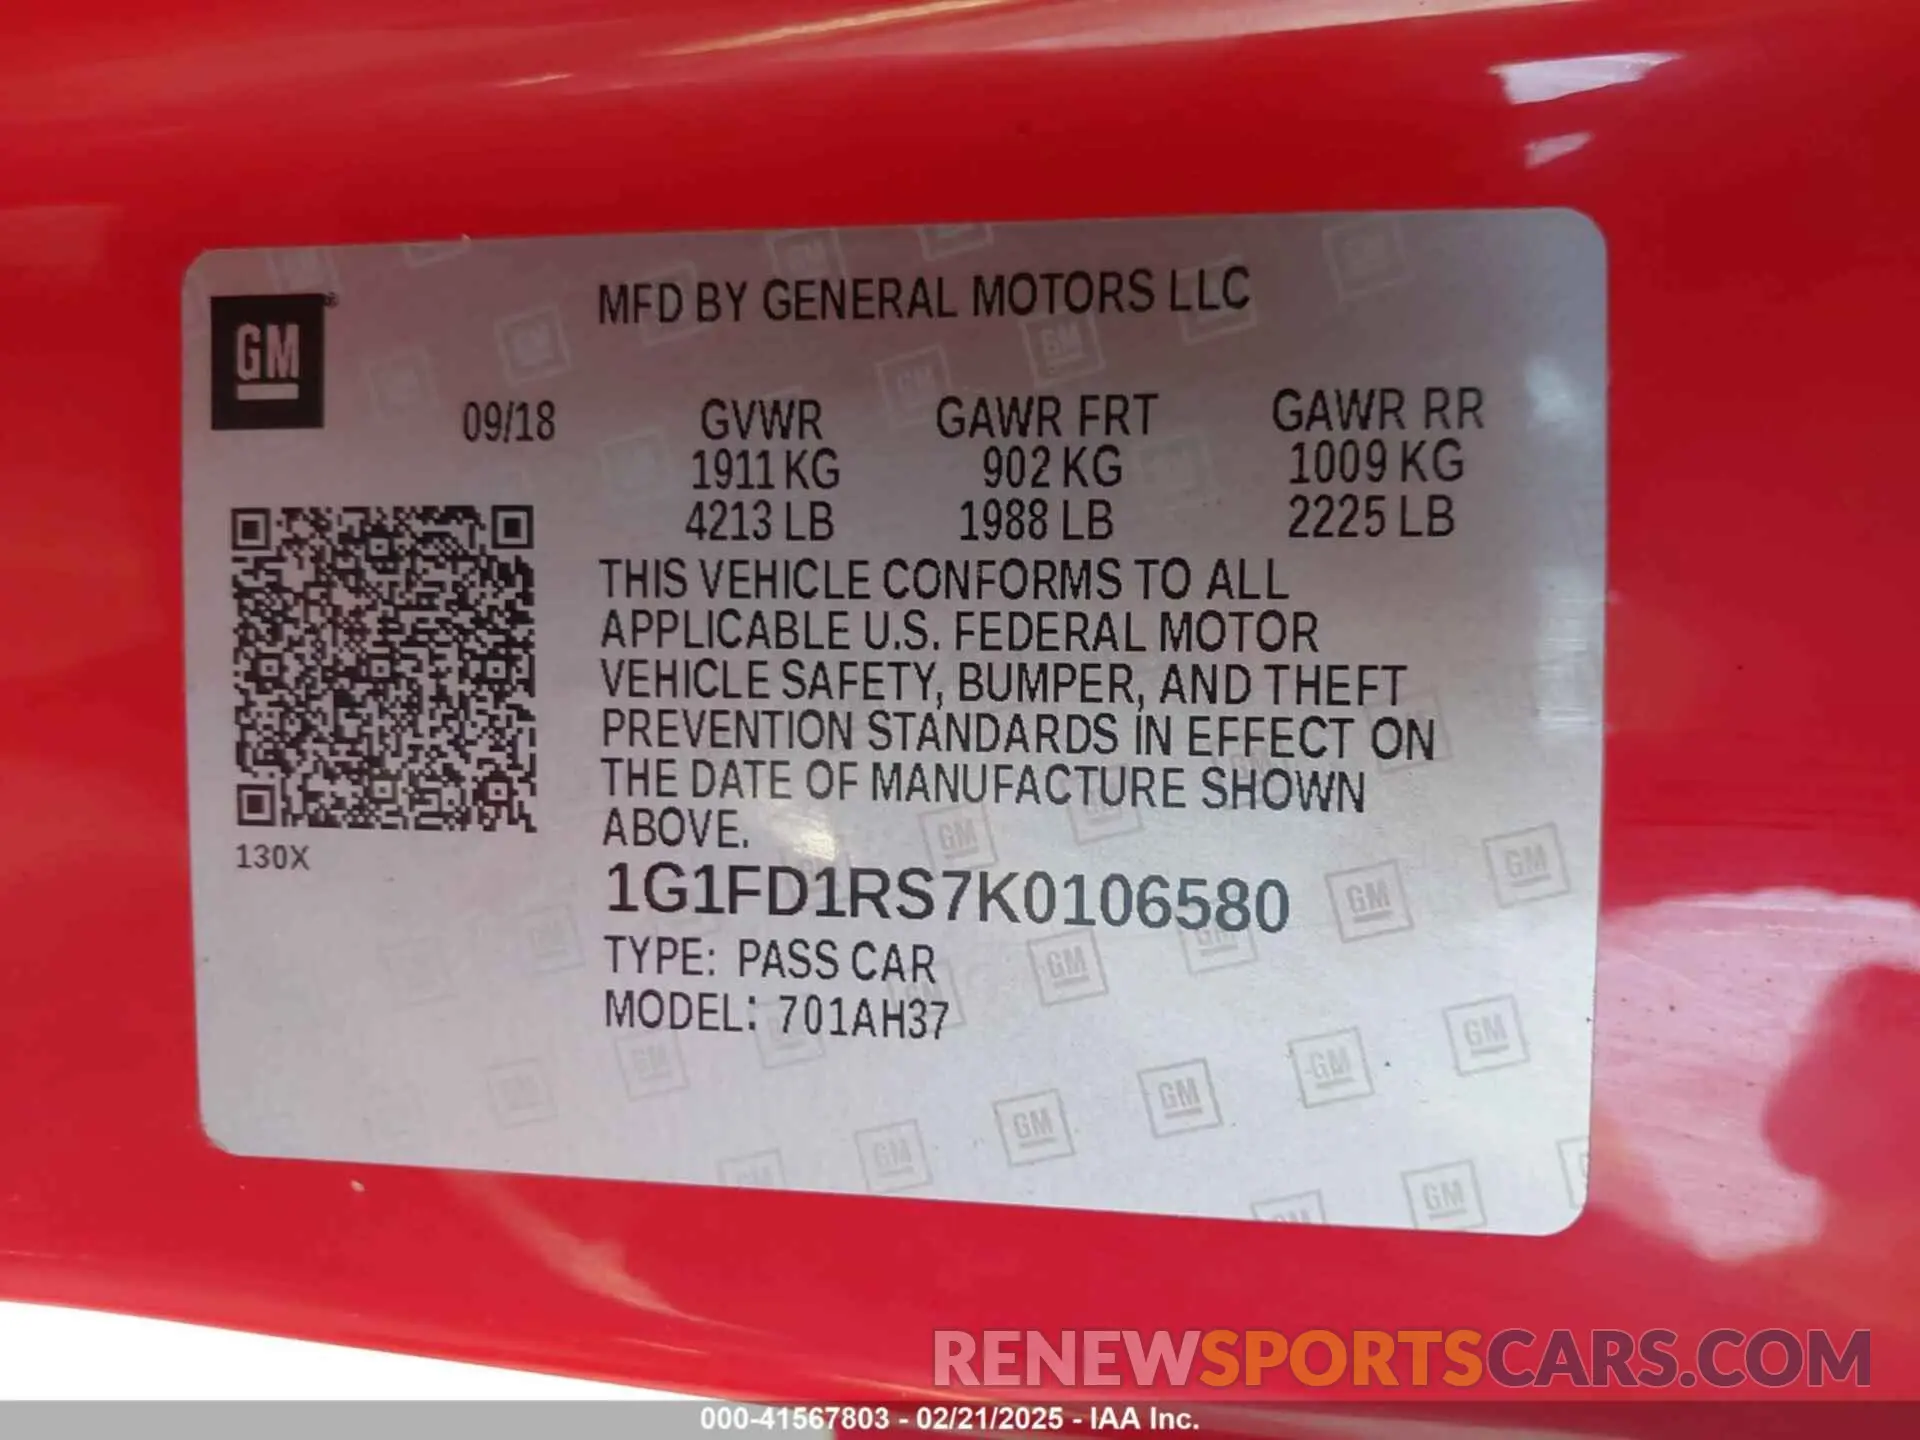 MFD BY GENERAL MOTORS LLC
GM
®
09/18
GVWR GAWR FRT GAWR RR
1911 KG 902 KG 1009 KG
4213 LB 1988 LB 2225 LB
THIS VEHICLE CONFORMS TO ALL
APPLICABLE U.S. FEDERAL MOTOR
VEHICLE SAFETY, BUMPER, AND THEFT
PREVENTION STANDARDS IN EFFECT ON
THE DATE OF MANUFACTURE SHOWN
ABOVE.
130X
1G1FD1RS7K0106580
TYPE: PASS CAR
MODEL: 701AH37
RENEWSPORTSCARS.COM
000-41567803 - 02/21/2025 - IAA Inc.